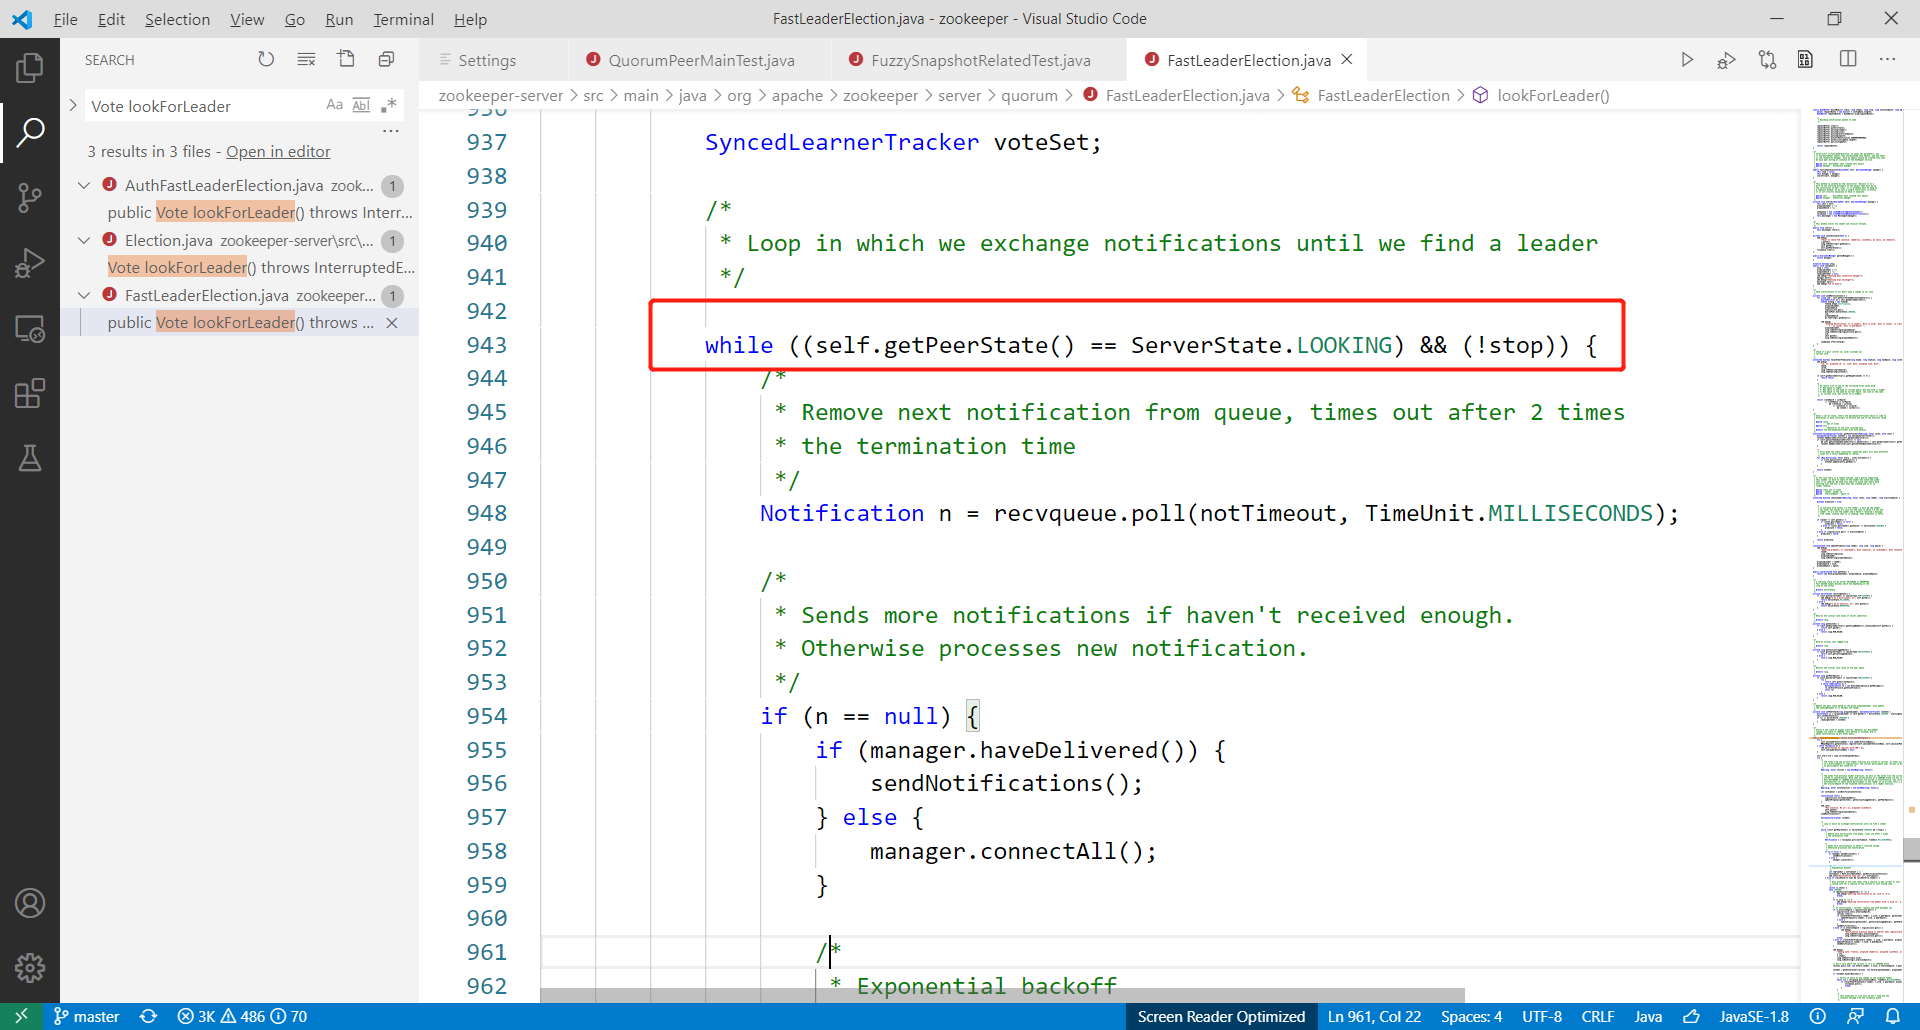 File Edit Selection View Go Run Terminal Help
FastLeaderElection.java - zookeeper - Visual Studio Code
SEARCH
Settings
QuorumPeerMainTest.java
FuzzySnapshotRelatedTest.java
FastLeaderElection.java
Vote lookForLeader
Aa Abl .*
3 results in 3 files - Open in editor
AuthFastLeaderElection.java zook... 1
public Vote lookForLeader() throws Interr...
Election.java zookeeper-server\src\... 1
Vote lookForLeader() throws InterruptedE...
FastLeaderElection.java zookeeper... 1
public Vote lookForLeader() throws ...
zookeeper-server > src > main > java > org > apache > zookeeper > server > quorum > FastLeaderElection.java > FastLeaderElection > lookForLeader()
936
937 SyncedLearnerTracker voteSet;
938
939 /*
940 * Loop in which we exchange notifications until we find a leader
941 */
942
943 while ((self.getPeerState() == ServerState.LOOKING) && (!stop)) {
944 /*
945 * Remove next notification from queue, times out after 2 times
946 * the termination time
947 */
948 Notification n = recvqueue.poll(notTimeout, TimeUnit.MILLISECONDS);
949
950 /*
951 * Sends more notifications if haven't received enough.
952 * Otherwise processes new notification.
953 */
954 if (n == null) {
955 if (manager.haveDelivered()) {
956 sendNotifications();
957 } else {
958 manager.connectAll();
959 }
960
961 /*
962 * Exponential backoff
master 3K 486 70
Screen Reader Optimized Ln 961, Col 22 Spaces: 4 UTF-8 CRLF Java JavaSE-1.8